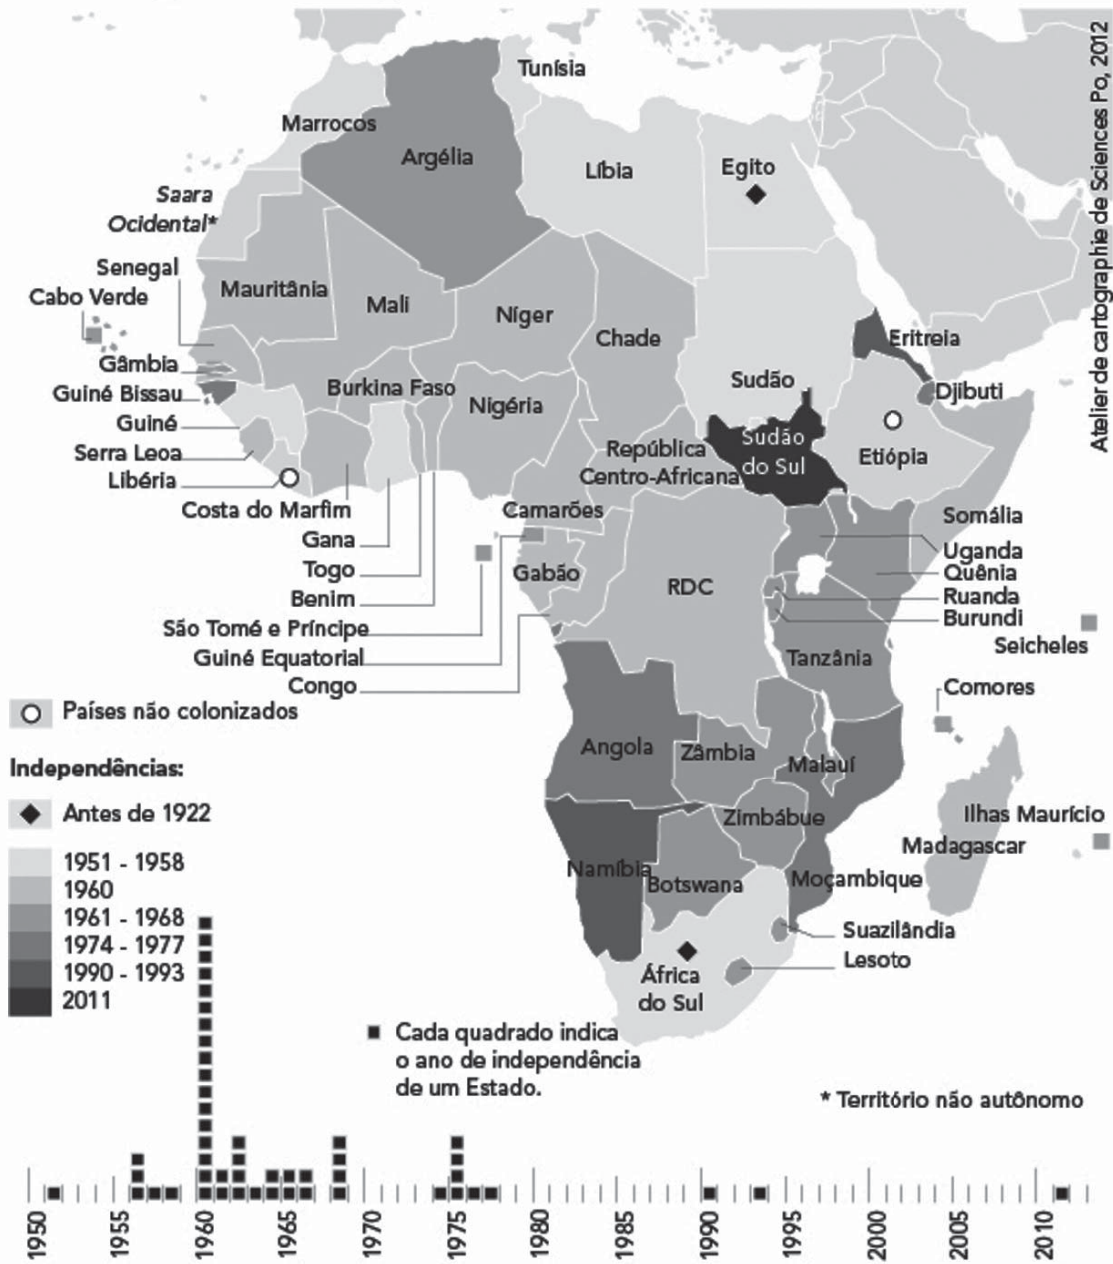 Atelier de cartographie de Sciences Po, 2012
Tunísia
Marrocos
Argélia
Líbia
Egito
Saara
Ocidental*
Senegal
Cabo Verde
Mauritânia
Mali
Níger
Chade
Eritreia
Gâmbia
Guiné Bissau
Burkina Faso
Nigéria
Sudão
Djibuti
Guiné
Serra Leoa
Libéria
República
Centro-Africana
Sudão
do Sul
Etiópia
Costa do Marfim
Camarões
Somália
Gana
Uganda
Togo
Gabão
RDC
Quênia
Benim
Ruanda
Burundi
São Tomé e Príncipe
Seicheles
Guiné Equatorial
Tanzânia
Congo
Comores
Países não colonizados
Angola
Zâmbia
Malauí
Independências:
Antes de 1922
Zimbábue
Ilhas Maurício
Madagascar
1951 - 1958
1960
1961 - 1968
1974 - 1977
1990 - 1993
2011
Namíbia
Botswana
Moçambique
Suazilândia
Lesoto
África
do Sul
Cada quadrado indica
o ano de independência
de um Estado.
* Território não autônomo
1950
1955
1960
1965
1970
1975
1980
1985
1990
1995
2000
2005
2010